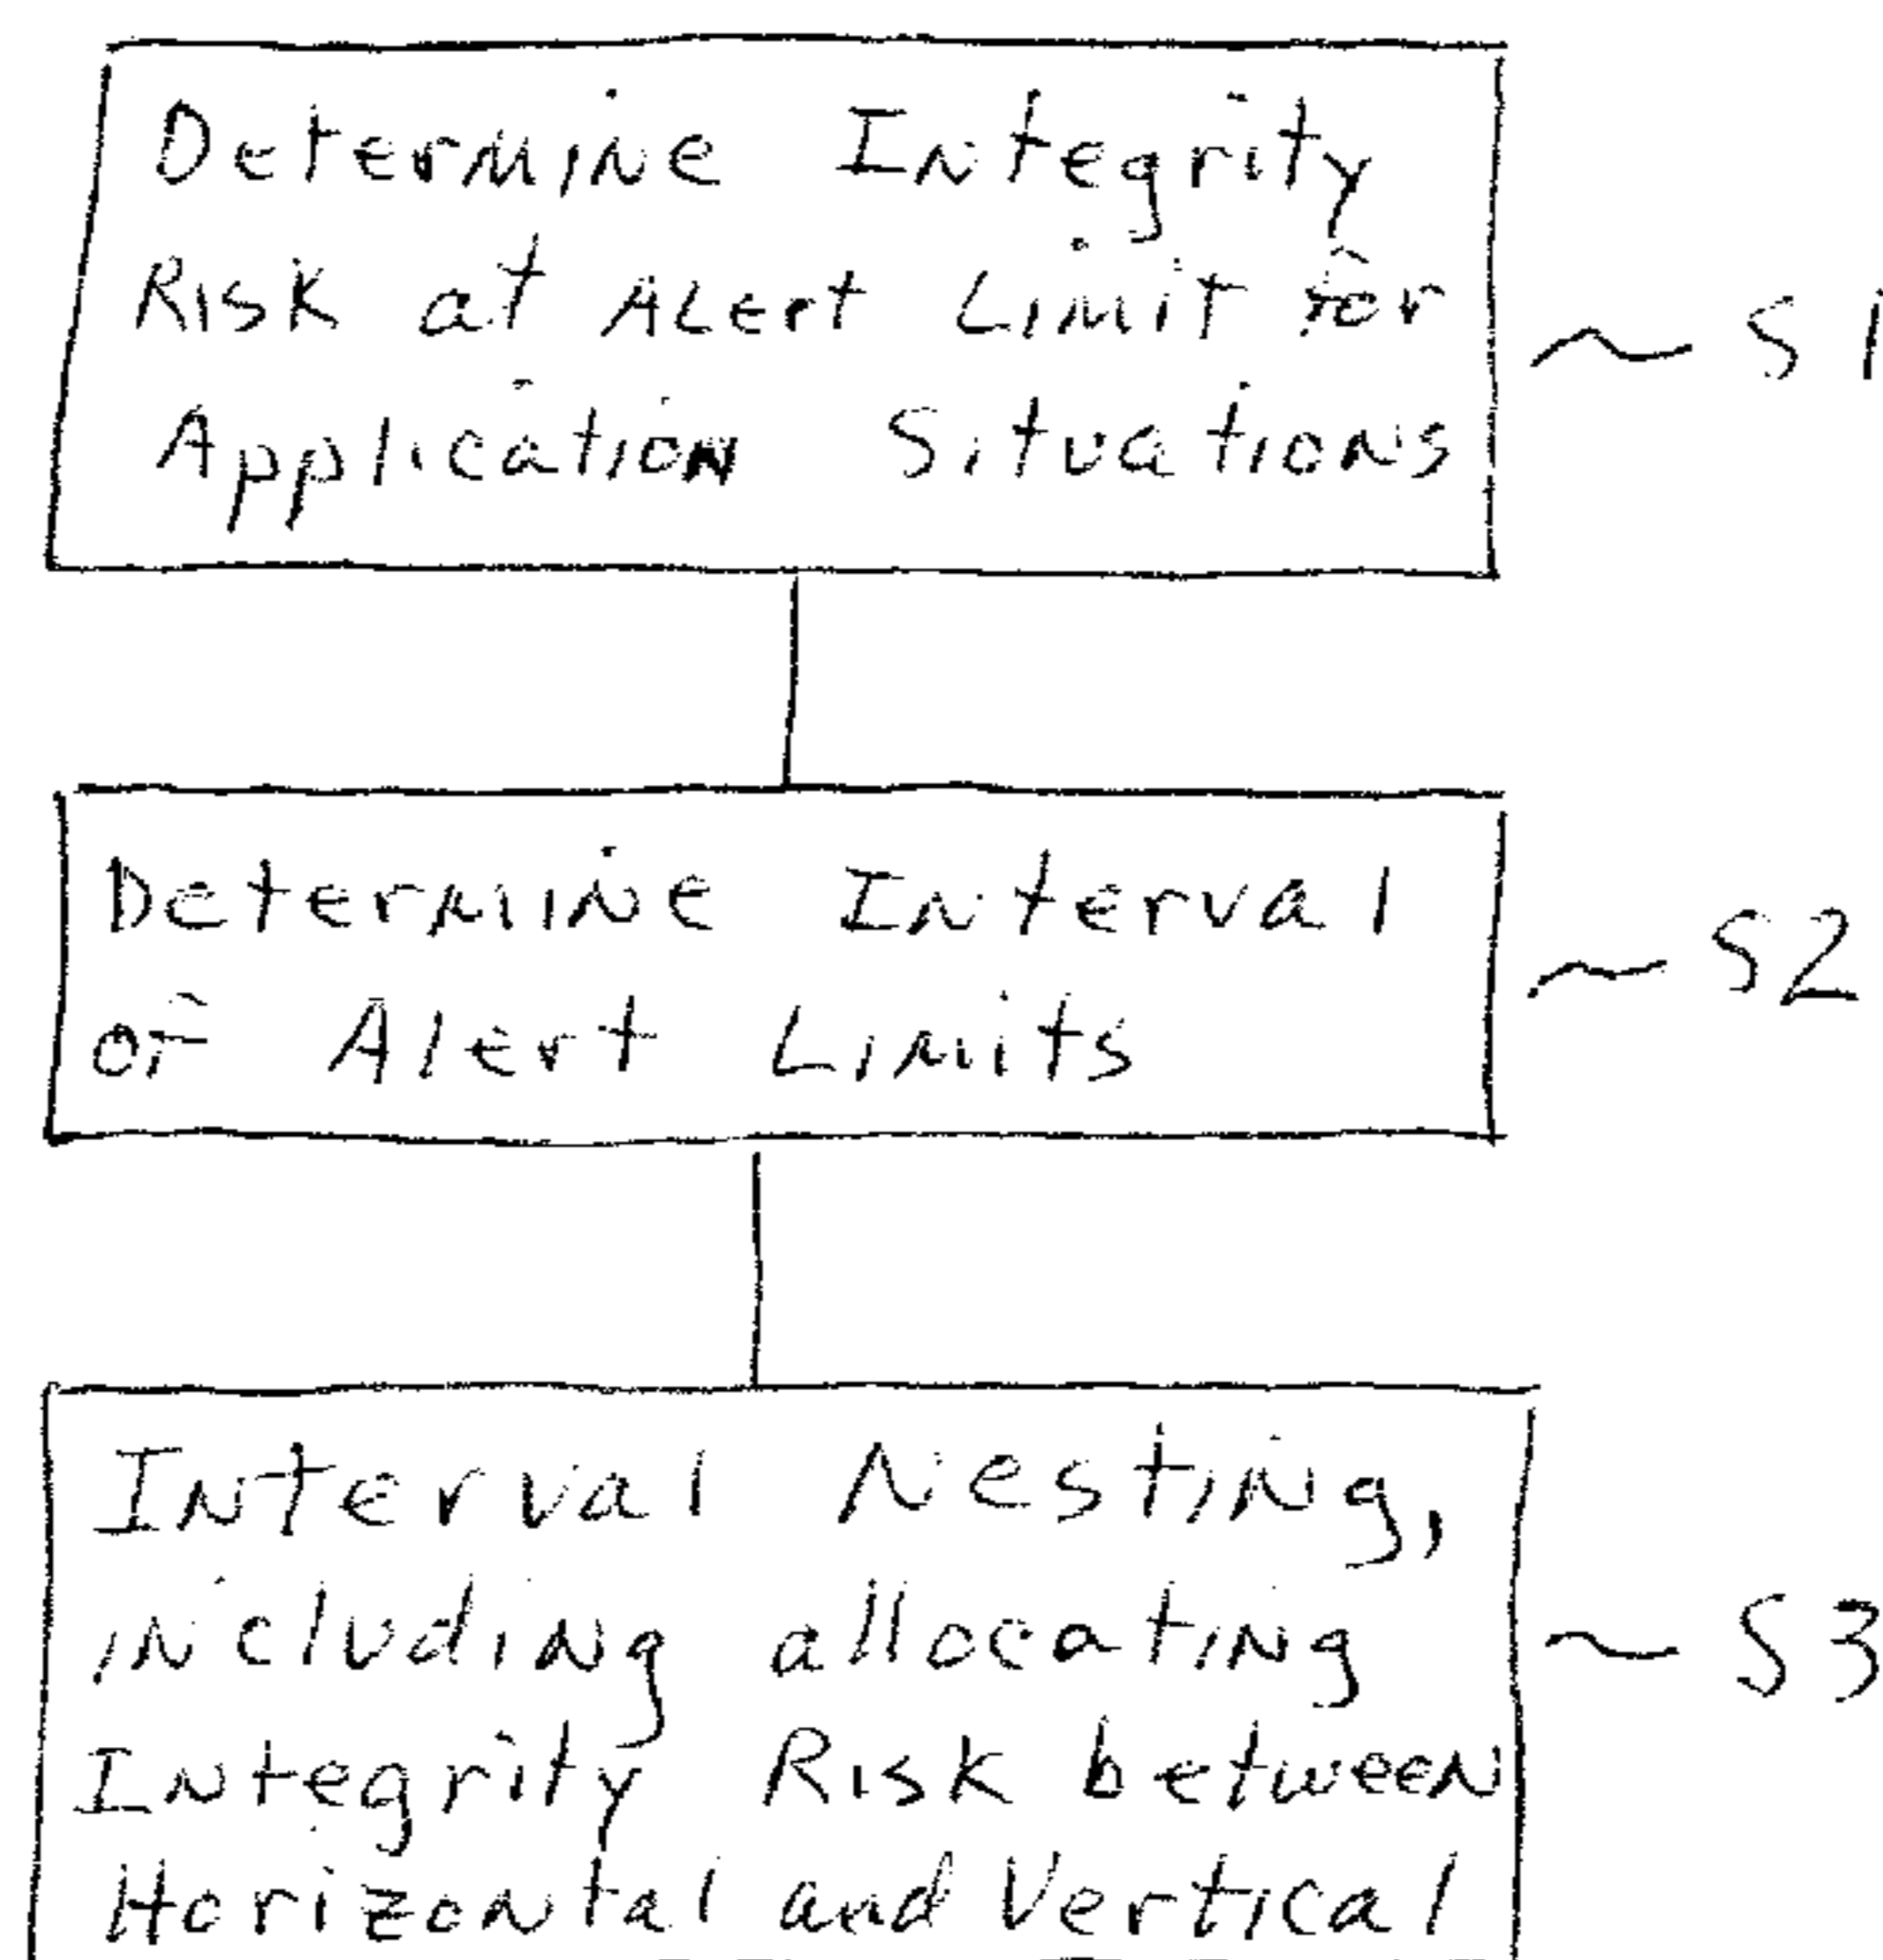 Determine Integrity
Risk at Alert Limit for
Application Situations
S1
Determine Interval
of Alert Limits
S2
Interval Nesting,
including allocating
Integrity Risk between
Horizontal and Vertical
S3